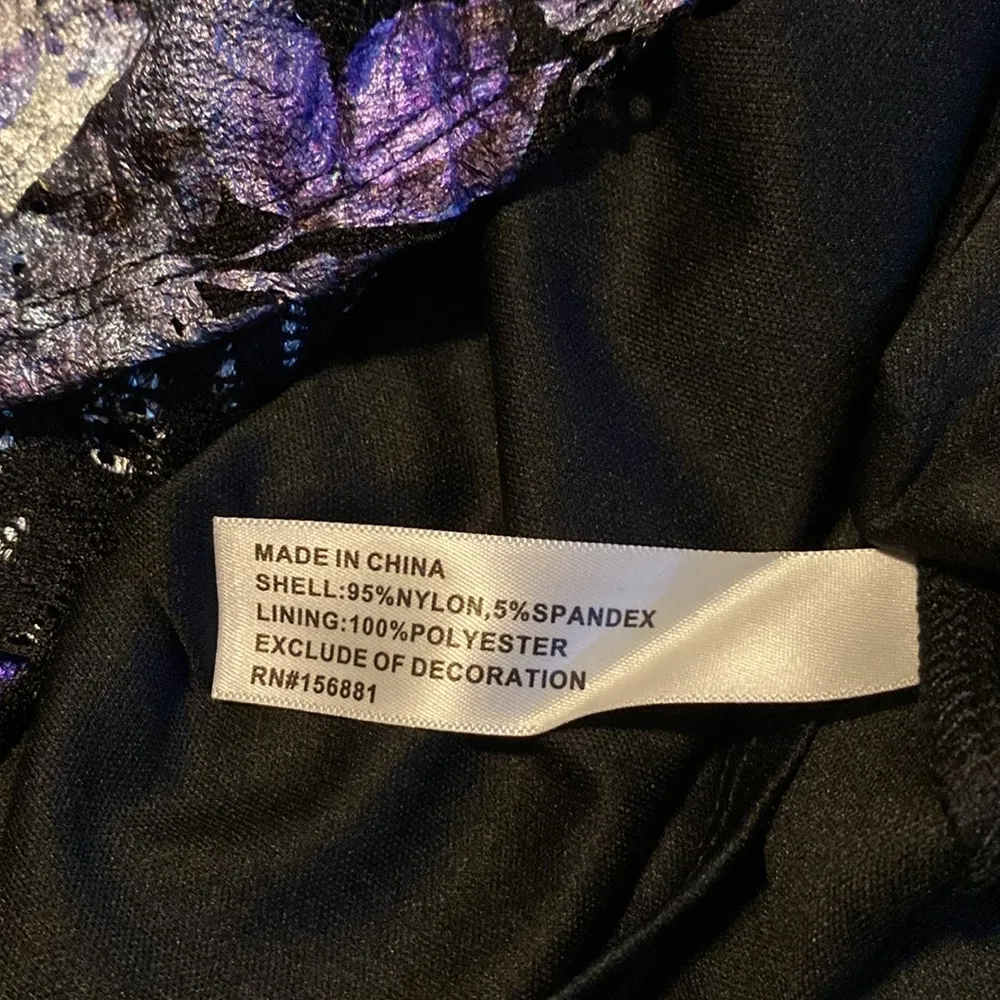 MADE IN CHINA
SHELL:95%NYLON,5%SPANDEX
LINING:100%POLYESTER
EXCLUDE OF DECORATION
RN#156881